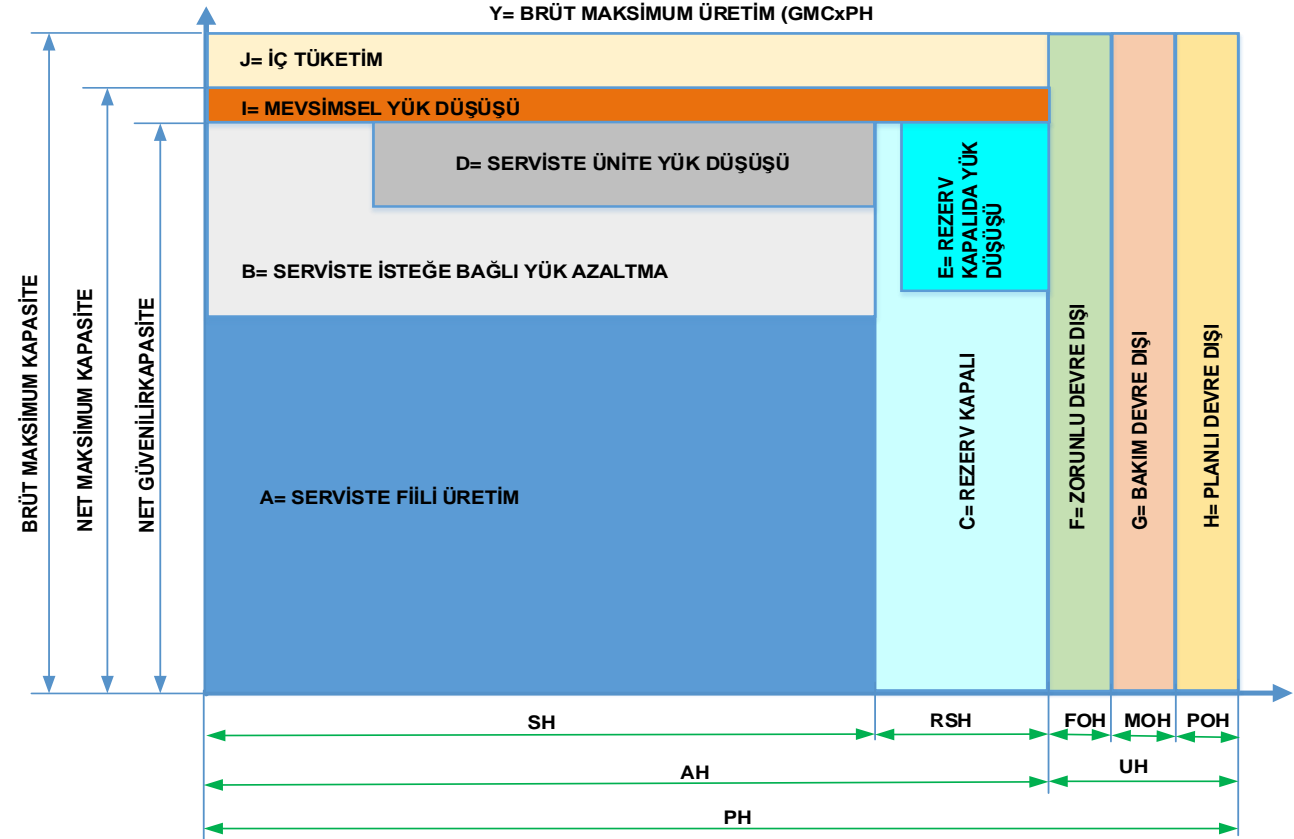 Y= BRÜT MAKSİMUM ÜRETİM (GMCxPH
J= İÇ TÜKETİM
I= MEVSİMSEL YÜK DÜŞÜŞÜ
D= SERVİSTE ÜNİTE YÜK DÜŞÜŞÜ
E= REZERV
KAPALIDA YÜK
DÜŞÜŞÜ
B= SERVİSTE İSTEĞE BAĞLI YÜK AZALTMA
A= SERVİSTE FİİLİ ÜRETİM
C= REZERV KAPALI
F= ZORUNLU DEVRE DIŞI
G= BAKIM DEVRE DIŞI
H= PLANLI DEVRE DIŞI
BRÜT MAKSİMUM KAPASİTE
NET MAKSİMUM KAPASİTE
NET GÜVENİLİRKAPASİTE
SH
RSH
FOH
MOH
POH
AH
UH
PH